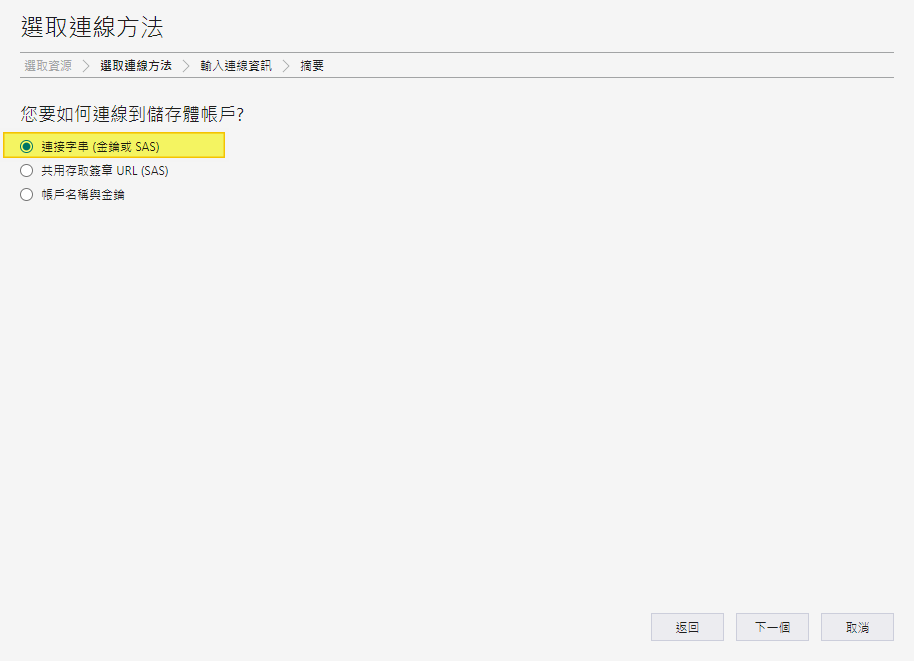 選取連線方法
選取資源 > 選取連線方法 > 輸入連線資訊 > 摘要
您要如何連線到儲存體帳戶?
連接字串 (金鑰或 SAS)
共用存取簽章 URL (SAS)
帳戶名稱與金鑰
返回 下一個 取消